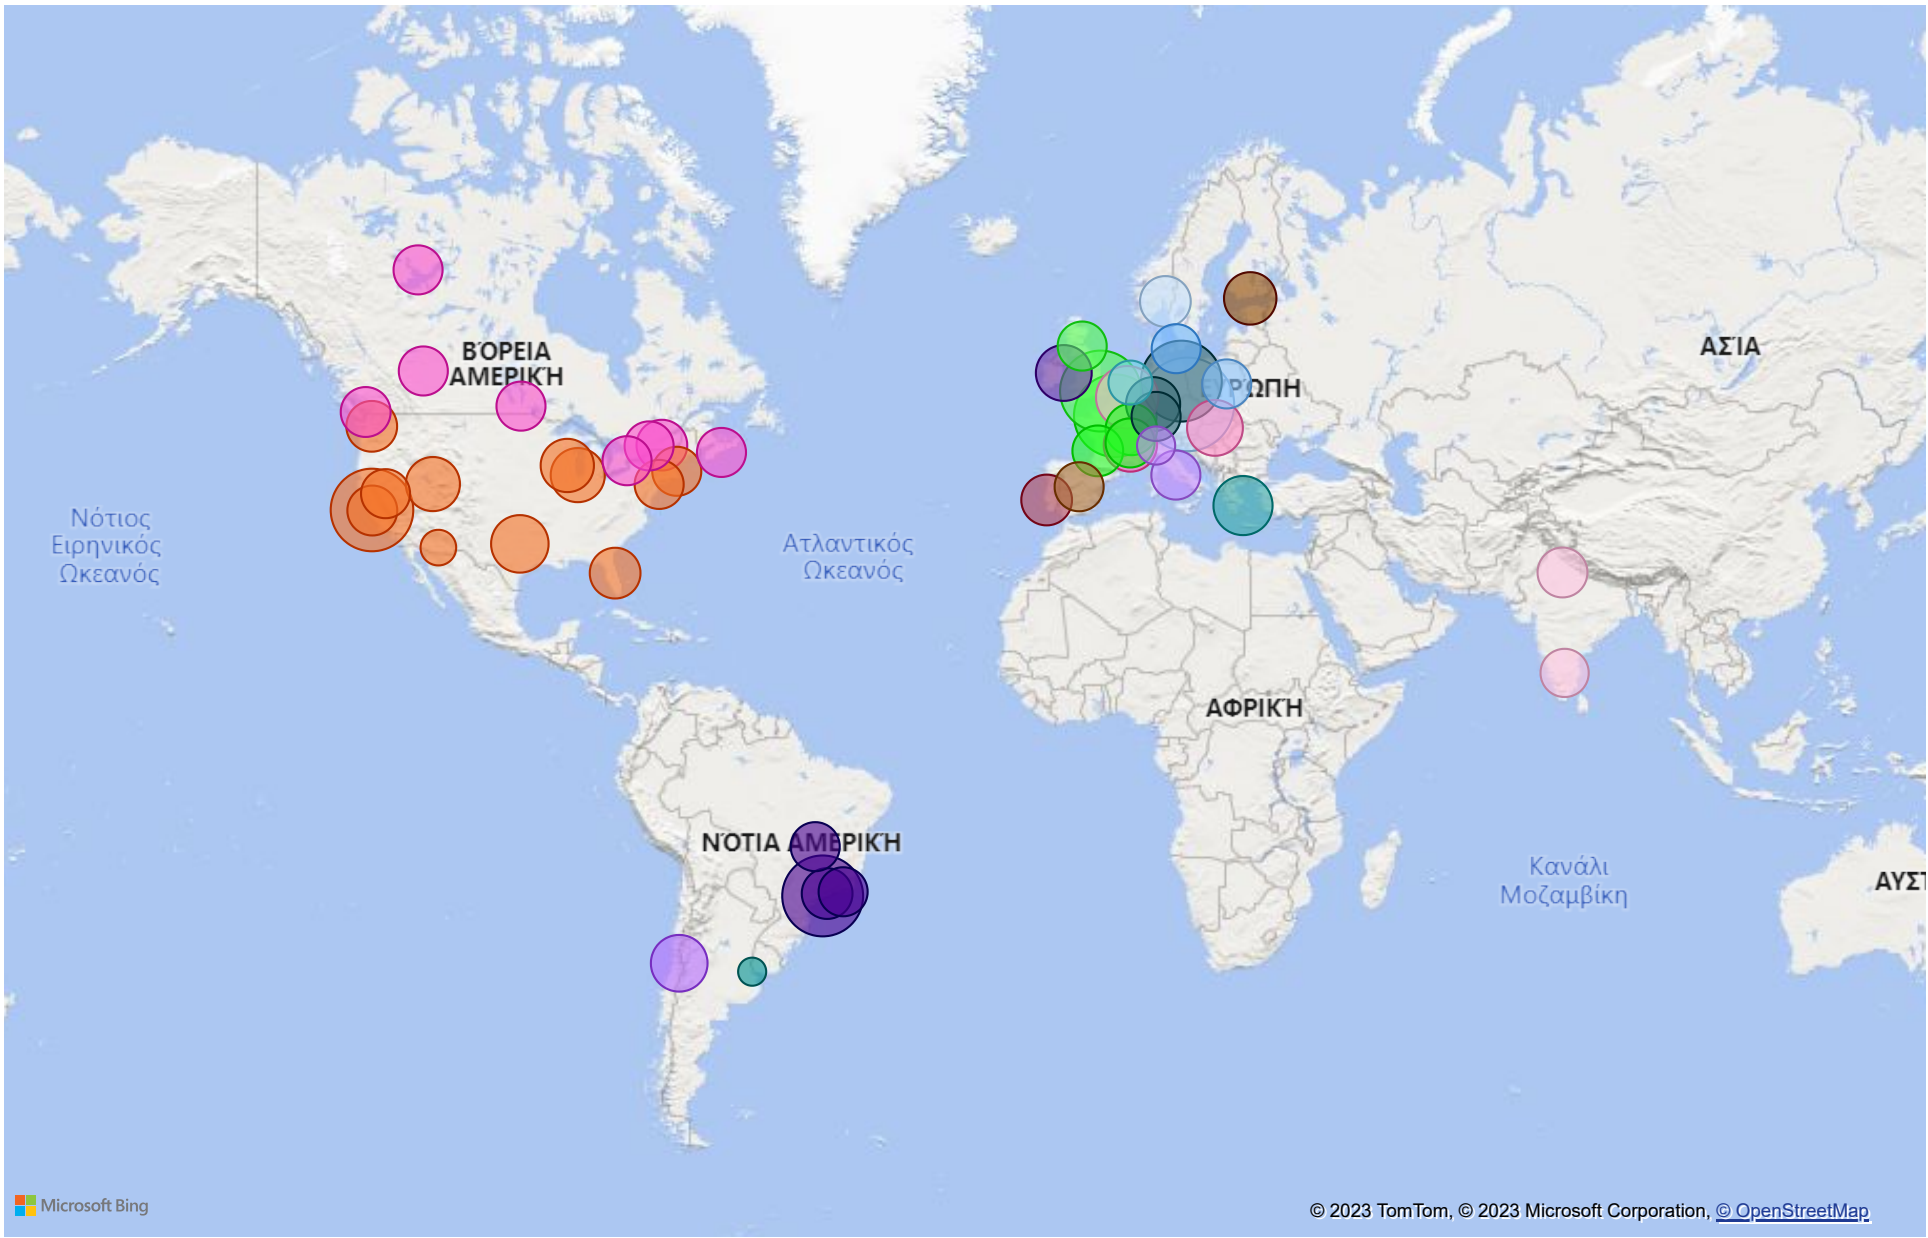 ΒΌΡΕΙΑ
ΑΜΕΡΙΚΉ
ΑΣΊΑ
Νότιος
Ειρηνικός
Ωκεανός
Ατλαντικός
Ωκεανός
ΑΦΡΙΚΉ
ΝΌΤΙΑ ΑΜΕΡΙΚΉ
Κανάλι
Μοζαμβίκη
ΑΥΣΤ
Microsoft Bing
© 2023 TomTom, © 2023 Microsoft Corporation, © OpenStreetMap